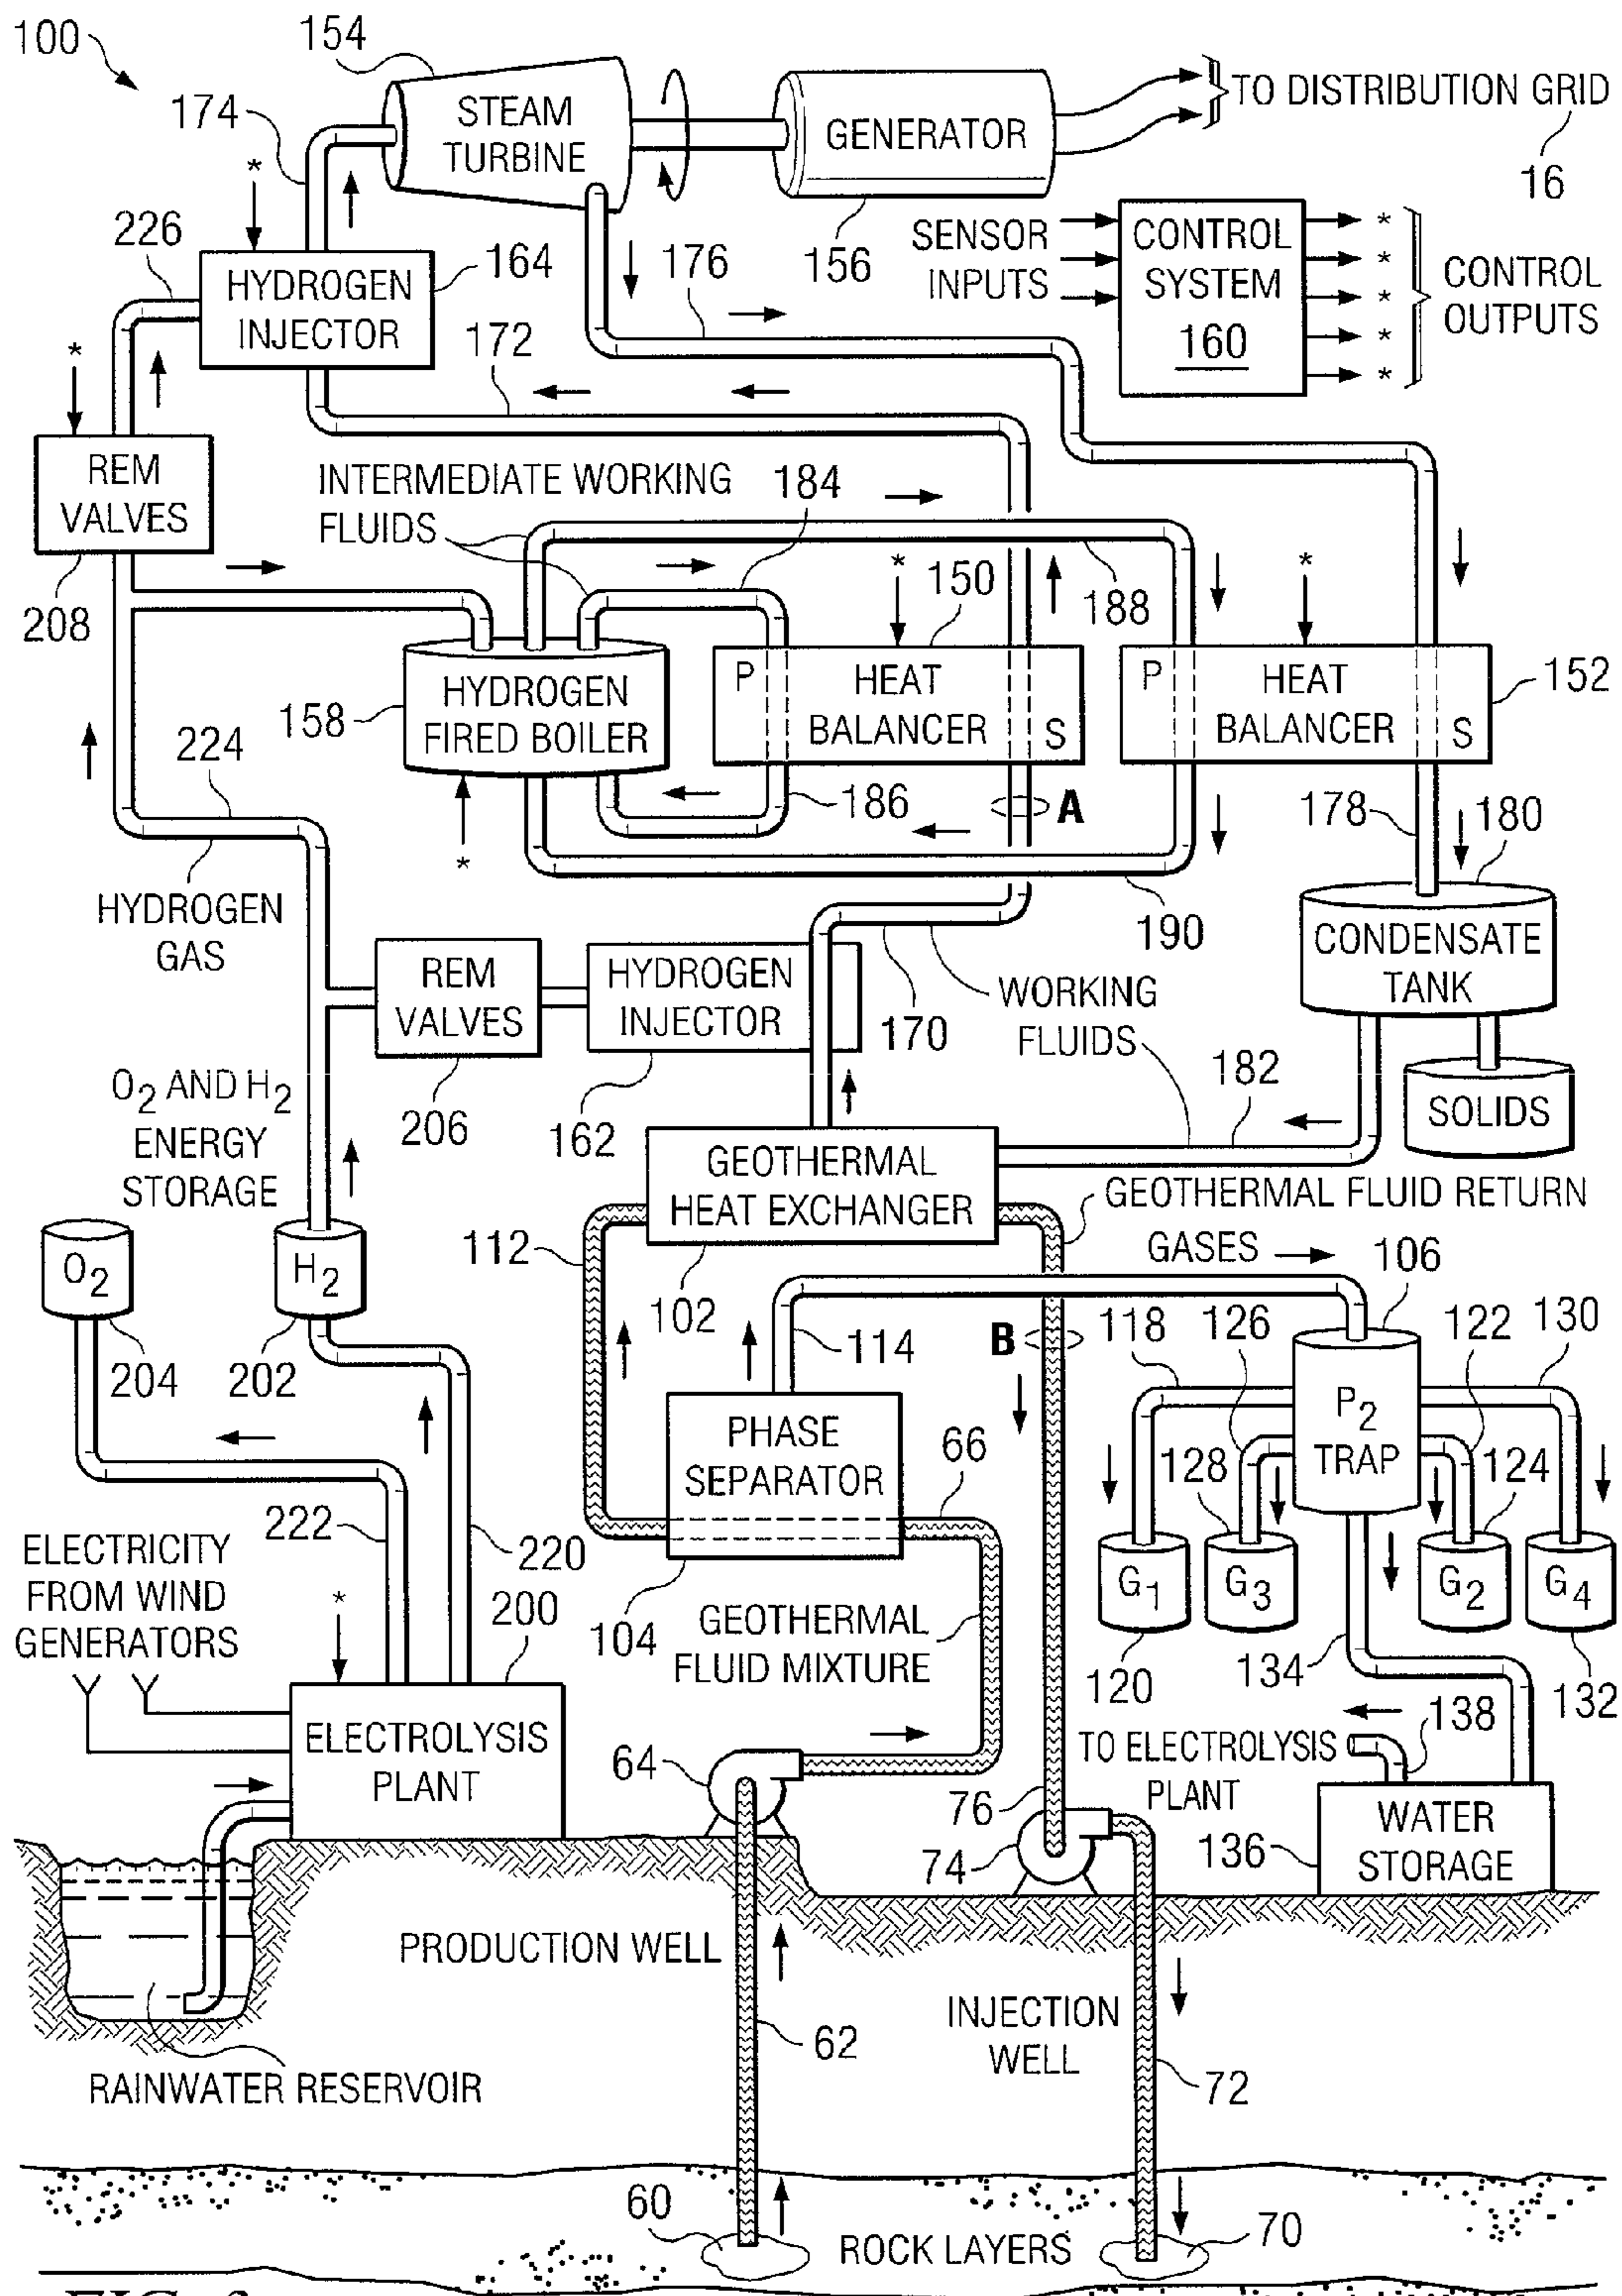 100
154
STEAM
TURBINE
GENERATOR
TO DISTRIBUTION GRID
16
174
*
226
HYDROGEN
INJECTOR
164
176
156
SENSOR
INPUTS
CONTROL
SYSTEM
160
*
*
*
*
*
CONTROL
OUTPUTS
172
*
REM
VALVES
208
INTERMEDIATE WORKING
FLUIDS
184
*
150
188
*
HYDROGEN
FIRED BOILER
158
P
HEAT
BALANCER
S
P
HEAT
BALANCER
S
152
224
*
186
A
178
180
190
HYDROGEN
GAS
REM
VALVES
206
HYDROGEN
INJECTOR
162
170
WORKING
FLUIDS
CONDENSATE
TANK
182
SOLIDS
O2 AND H2
ENERGY
STORAGE
GEOTHERMAL
HEAT EXCHANGER
102
112
GEOTHERMAL FLUID RETURN
GASES
106
O2
204
H2
202
114
B
118
126
122
130
P2
TRAP
PHASE
SEPARATOR
104
66
128
124
222
220
ELECTRICITY
FROM WIND
GENERATORS
*
200
GEOTHERMAL
FLUID MIXTURE
G1
G3
G2
G4
120
134
132
ELECTROLYSIS
PLANT
64
76
74
TO ELECTROLYSIS
PLANT
138
136
WATER
STORAGE
PRODUCTION WELL
62
INJECTION
WELL
72
RAINWATER RESERVOIR
60
ROCK LAYERS
70